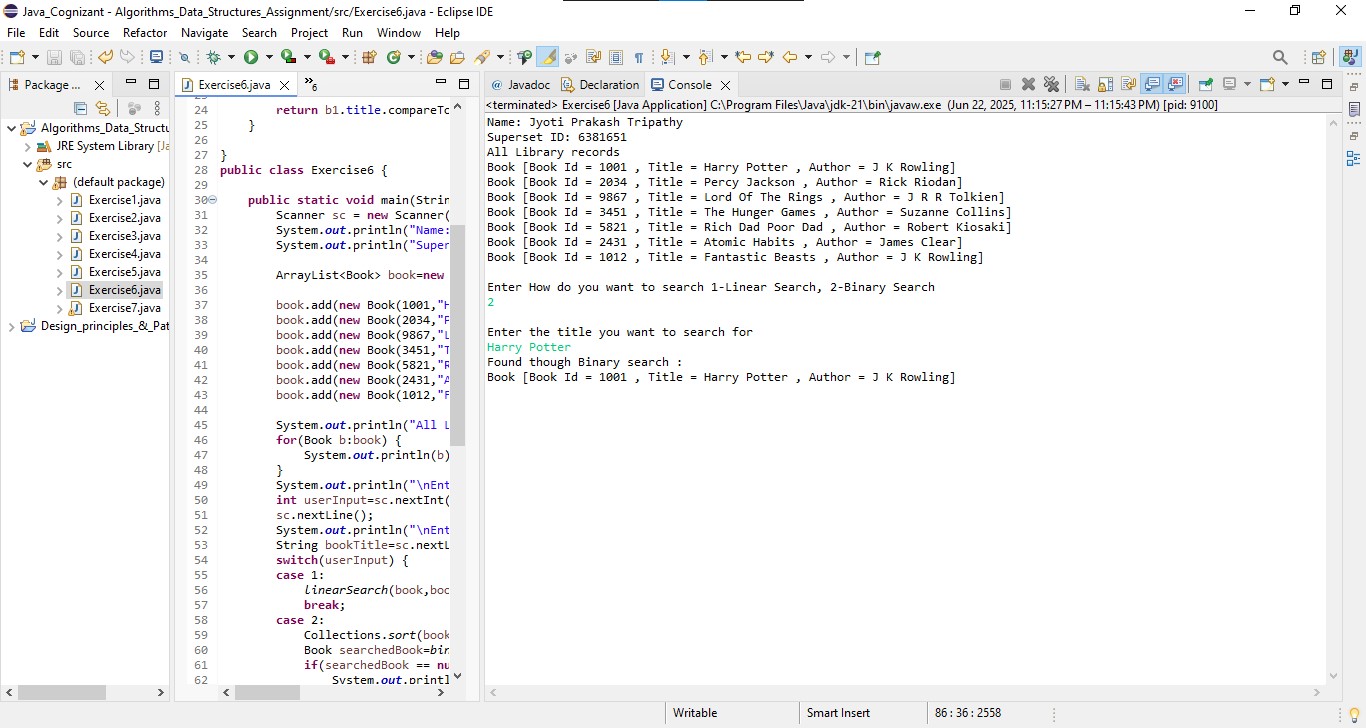 Java_Cognizant - Algorithms_Data_Structures_Assignment/src/Exercise6.java - Eclipse IDE
File Edit Source Refactor Navigate Search Project Run Window Help
Package ...
Algorithms_Data_Structu
JRE System Library [Ja
src
(default package)
Exercise1.java
Exercise2.java
Exercise3.java
Exercise4.java
Exercise5.java
Exercise6.java
Exercise7.java
Design_principles_&_Pat
Exercise6.java
»6
24 return b1.title.compareTo
25 }
26
27 }
28 public class Exercise6 {
29
30 public static void main(Strin
31 Scanner sc = new Scanner(
32 System.out.println("Name:
33 System.out.println("Super
34
35 ArrayList<Book> book=new
36
37 book.add(new Book(1001,"H
38 book.add(new Book(2034,"P
39 book.add(new Book(9867,"L
40 book.add(new Book(3451,"T
41 book.add(new Book(5821,"R
42 book.add(new Book(2431,"A
43 book.add(new Book(1012,"F
44
45 System.out.println("All L
46 for(Book b:book) {
47 System.out.println(b)
48 }
49 System.out.println("\nEnt
50 int userInput=sc.nextInt(
51 sc.nextLine();
52 System.out.println("\nEnt
53 String bookTitle=sc.nextL
54 switch(userInput) {
55 case 1:
56 linearSearch(book,boo
57 break;
58 case 2:
59 Collections.sort(book
60 Book searchedBook=bin
61 if(searchedBook == nu
62 System.out.printl
Javadoc Declaration Console
<terminated> Exercise6 [Java Application] C:\Program Files\Java\jdk-21\bin\javaw.exe (Jun 22, 2025, 11:15:27 PM – 11:15:43 PM) [pid: 9100]
Name: Jyoti Prakash Tripathy
Superset ID: 6381651
All Library records
Book [Book Id = 1001 , Title = Harry Potter , Author = J K Rowling]
Book [Book Id = 2034 , Title = Percy Jackson , Author = Rick Riodan]
Book [Book Id = 9867 , Title = Lord Of The Rings , Author = J R R Tolkien]
Book [Book Id = 3451 , Title = The Hunger Games , Author = Suzanne Collins]
Book [Book Id = 5821 , Title = Rich Dad Poor Dad , Author = Robert Kiosaki]
Book [Book Id = 2431 , Title = Atomic Habits , Author = James Clear]
Book [Book Id = 1012 , Title = Fantastic Beasts , Author = J K Rowling]
Enter How do you want to search 1-Linear Search, 2-Binary Search
2
Enter the title you want to search for
Harry Potter
Found though Binary search :
Book [Book Id = 1001 , Title = Harry Potter , Author = J K Rowling]
Writable Smart Insert 86 : 36 : 2558